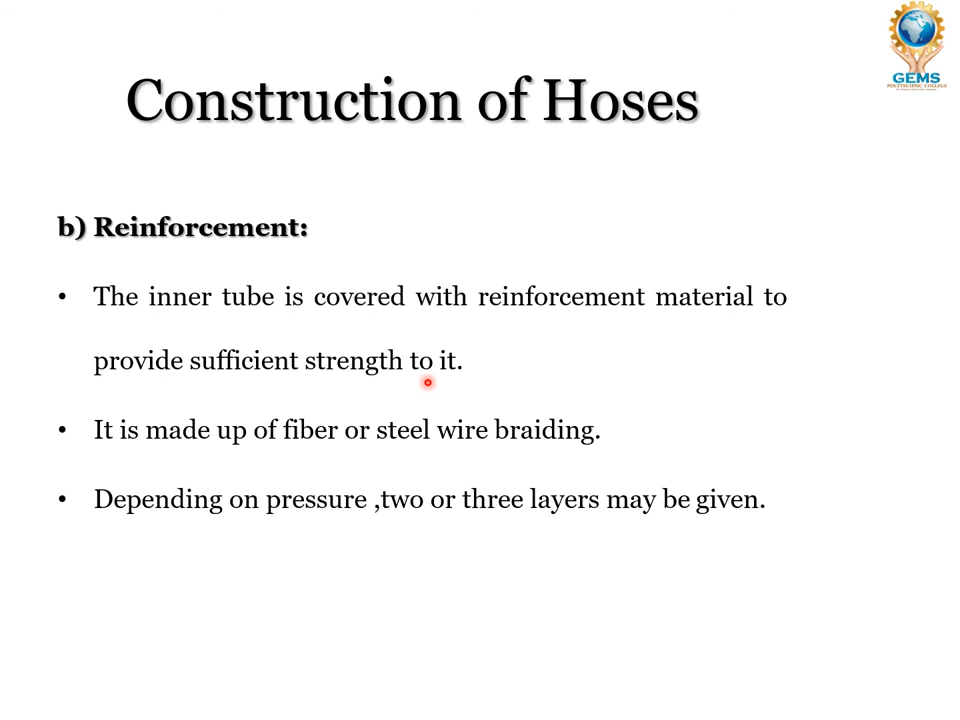 GEMS
POLYTECHNIC COLLEGE
Construction of Hoses
b) Reinforcement:
• The inner tube is covered with reinforcement material to
provide sufficient strength to it.
• It is made up of fiber or steel wire braiding.
• Depending on pressure ,two or three layers may be given.